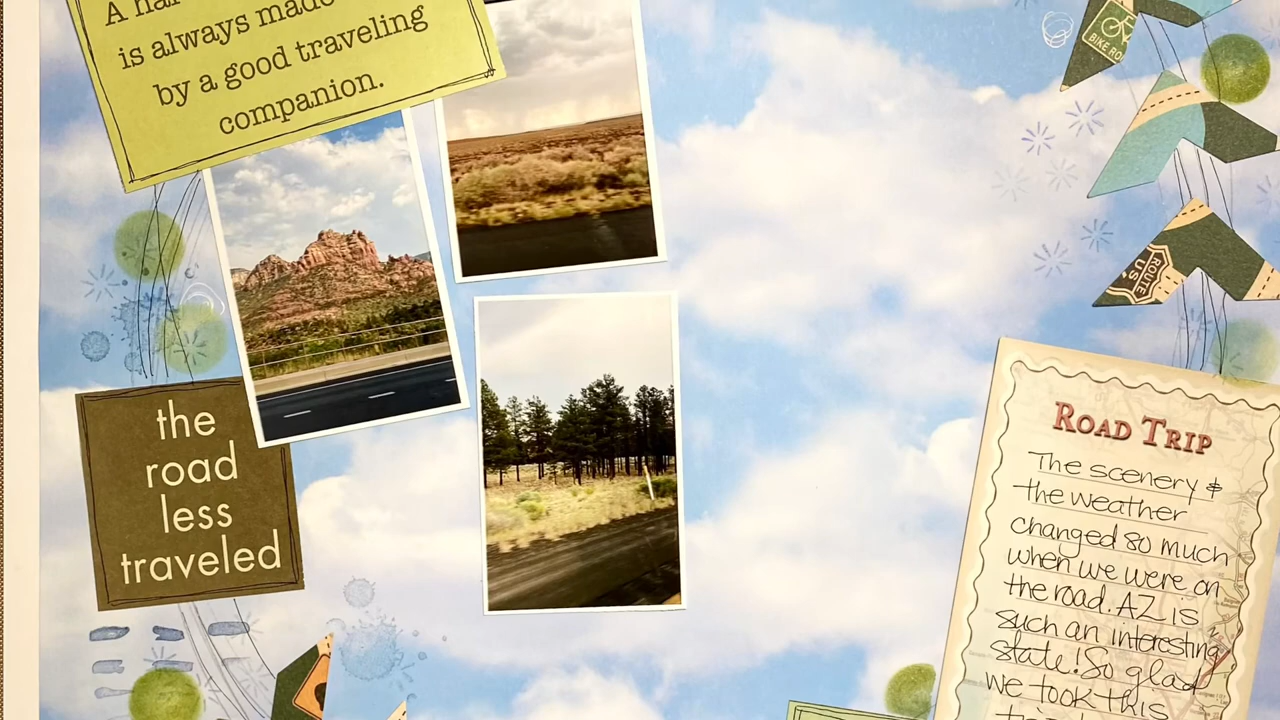 A
is always made
by a good traveling
companion.
the
road
less
traveled
BIKE RO
ROUTE
US
ROAD TRIP
The scenery &
the weather
changed so much
when we were on
the road. AZ is
such an interesting
state! So glad
we took this